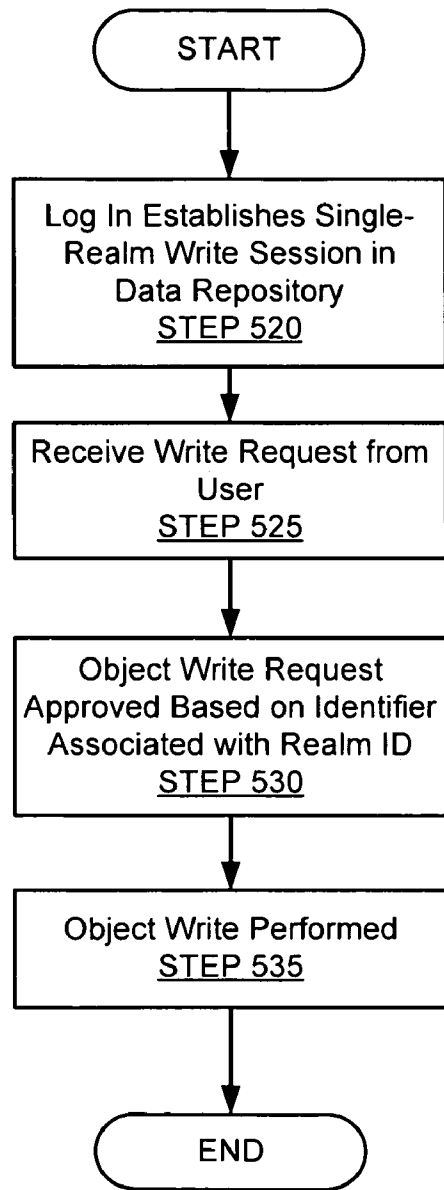 START
Log In Establishes Single-
Realm Write Session in
Data Repository
STEP 520
Receive Write Request from
User
STEP 525
Object Write Request
Approved Based on Identifier
Associated with Realm ID
STEP 530
Object Write Performed
STEP 535
END